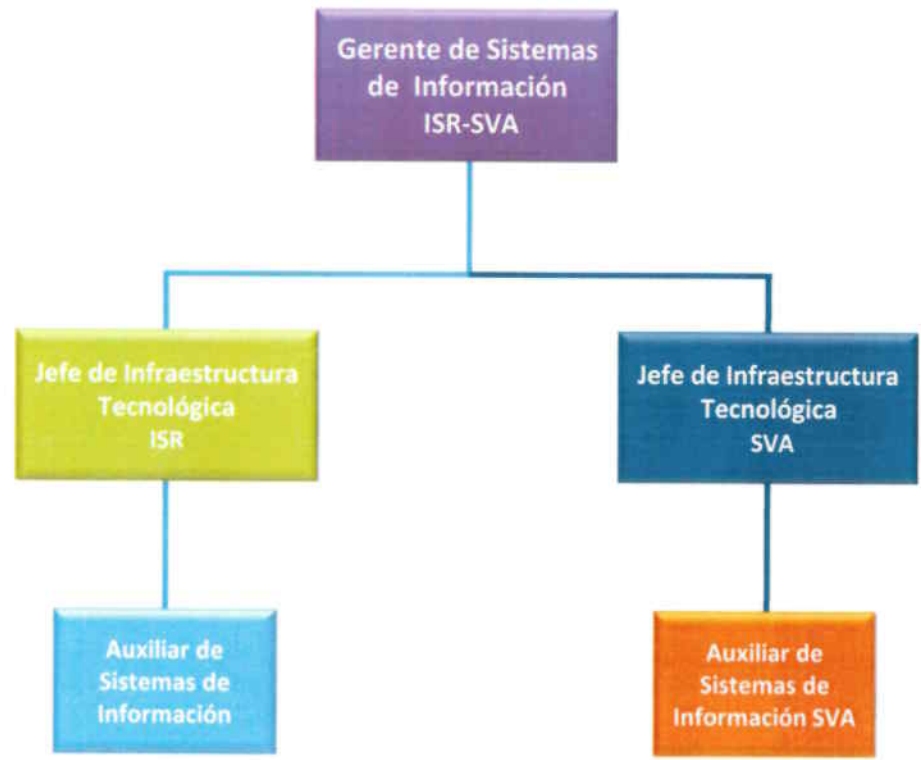 Gerente de Sistemas
de Información
ISR-SVA
Jefe de Infraestructura
Tecnológica
ISR
Jefe de Infraestructura
Tecnológica
SVA
Auxiliar de
Sistemas de
Información
Auxiliar de
Sistemas de
Información SVA